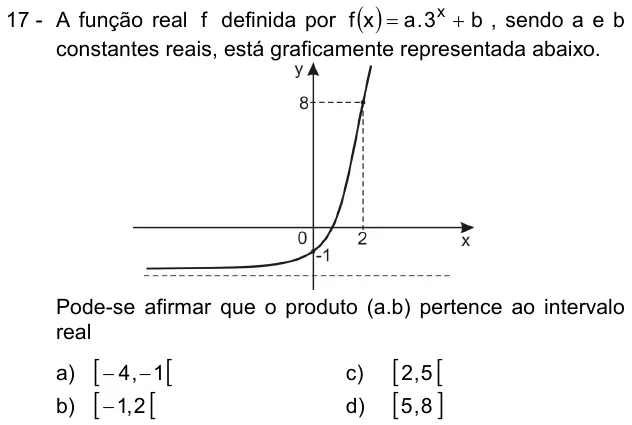 17 - A função real f definida por f(x) = a.3ˣ + b , sendo a e b
constantes reais, está graficamente representada abaixo.
y
8
0
2
x
-1
Pode-se afirmar que o produto (a.b) pertence ao intervalo
real
a) [−4,−1[
c) [2,5[
b) [−1,2[
d) [5,8]